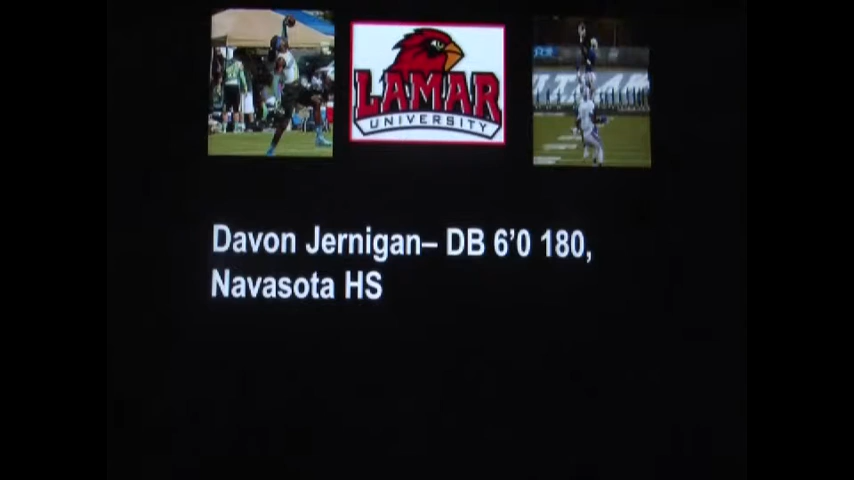 LAMAR
UNIVERSITY
Davon Jernigan– DB 6’0 180,
Navasota HS